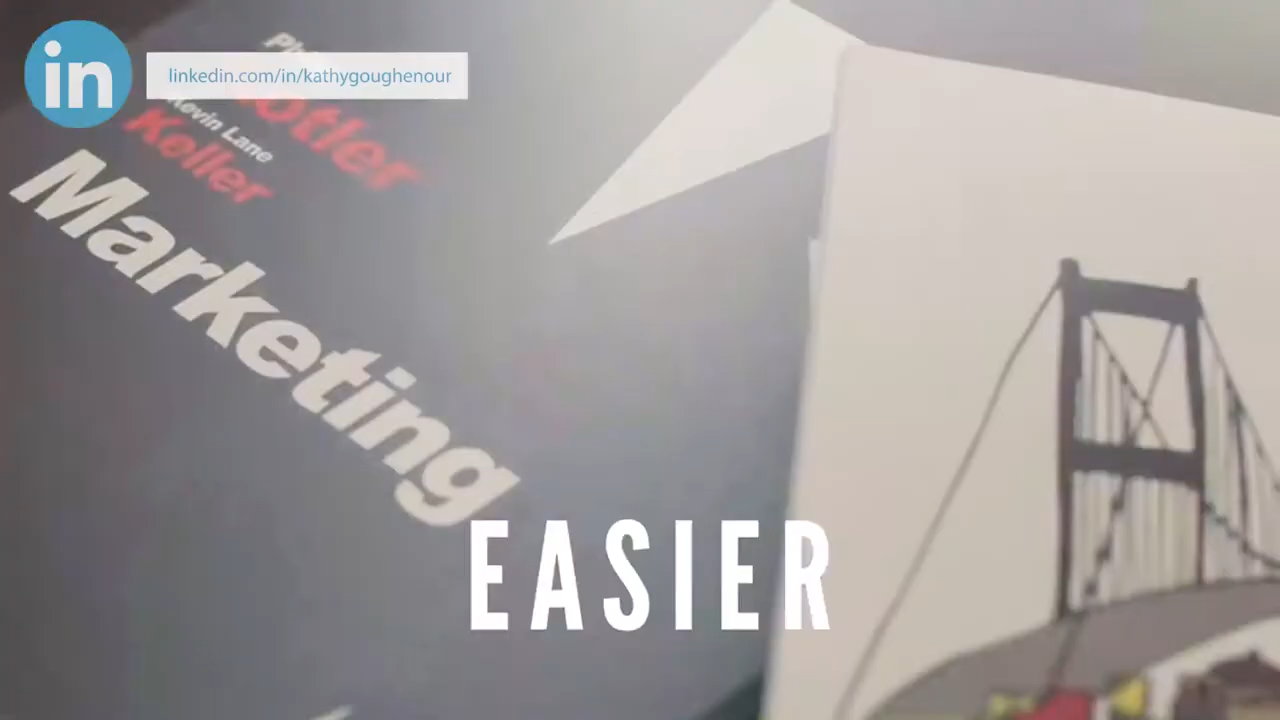 in
linkedin.com/in/kathygoughenour
Kevin Lane
Keller
Marketing
EASIER